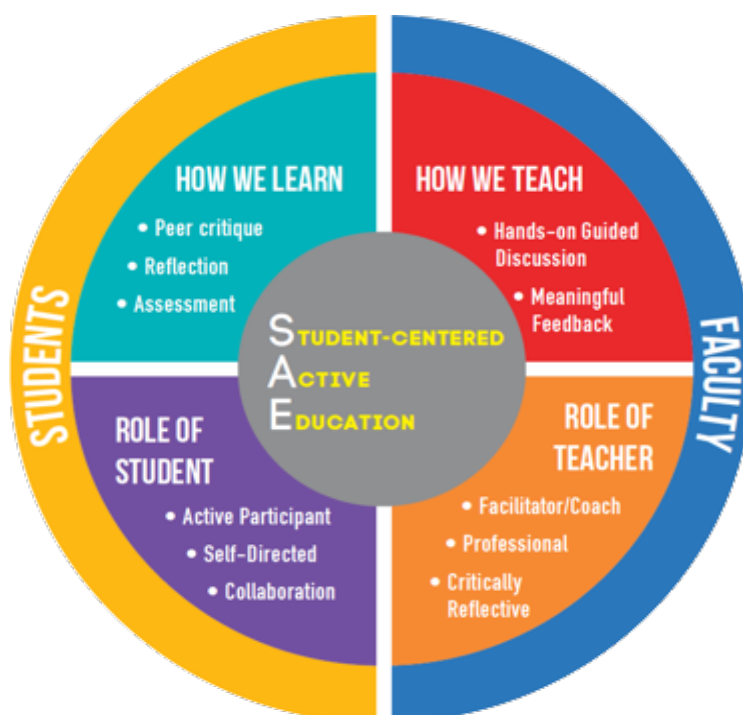 STUDENTS
HOW WE LEARN
• Peer critique
• Reflection
• Assessment
HOW WE TEACH
• Hands-on Guided
Discussion
• Meaningful
Feedback
STUDENT-CENTERED
ACTIVE
EDUCATION
ROLE OF
STUDENT
• Active Participant
• Self-Directed
• Collaboration
ROLE OF
TEACHER
• Facilitator/Coach
• Professional
• Critically
Reflective
FACULTY